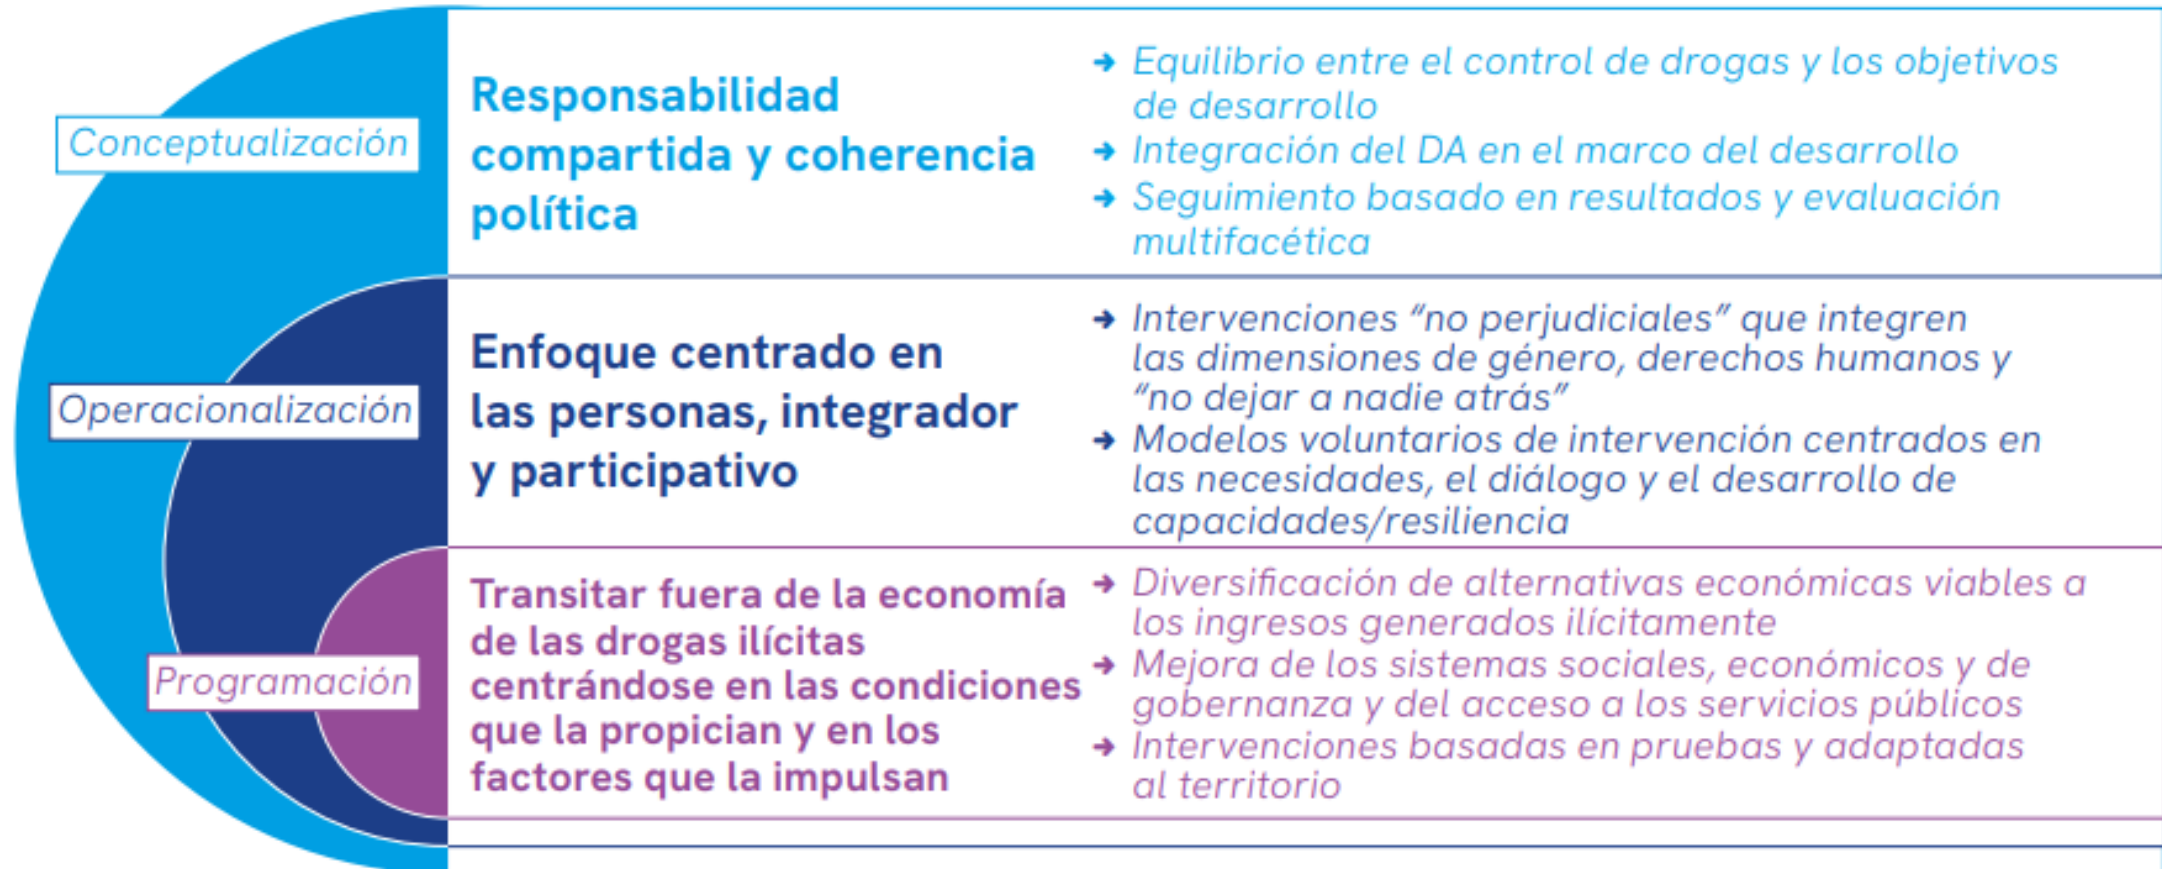 Conceptualización
Responsabilidad
compartida y coherencia
política
→ Equilibrio entre el control de drogas y los objetivos
de desarrollo
→ Integración del DA en el marco del desarrollo
→ Seguimiento basado en resultados y evaluación
multifacética
Operacionalización
Enfoque centrado en
las personas, integrador
y participativo
→ Intervenciones “no perjudiciales” que integren
las dimensiones de género, derechos humanos y
“no dejar a nadie atrás”
→ Modelos voluntarios de intervención centrados en
las necesidades, el diálogo y el desarrollo de
capacidades/resiliencia
Programación
Transitar fuera de la economía
de las drogas ilícitas
centrándose en las condiciones
que la propician y en los
factores que la impulsan
→ Diversificación de alternativas económicas viables a
los ingresos generados ilícitamente
→ Mejora de los sistemas sociales, económicos y de
gobernanza y del acceso a los servicios públicos
→ Intervenciones basadas en pruebas y adaptadas
al territorio